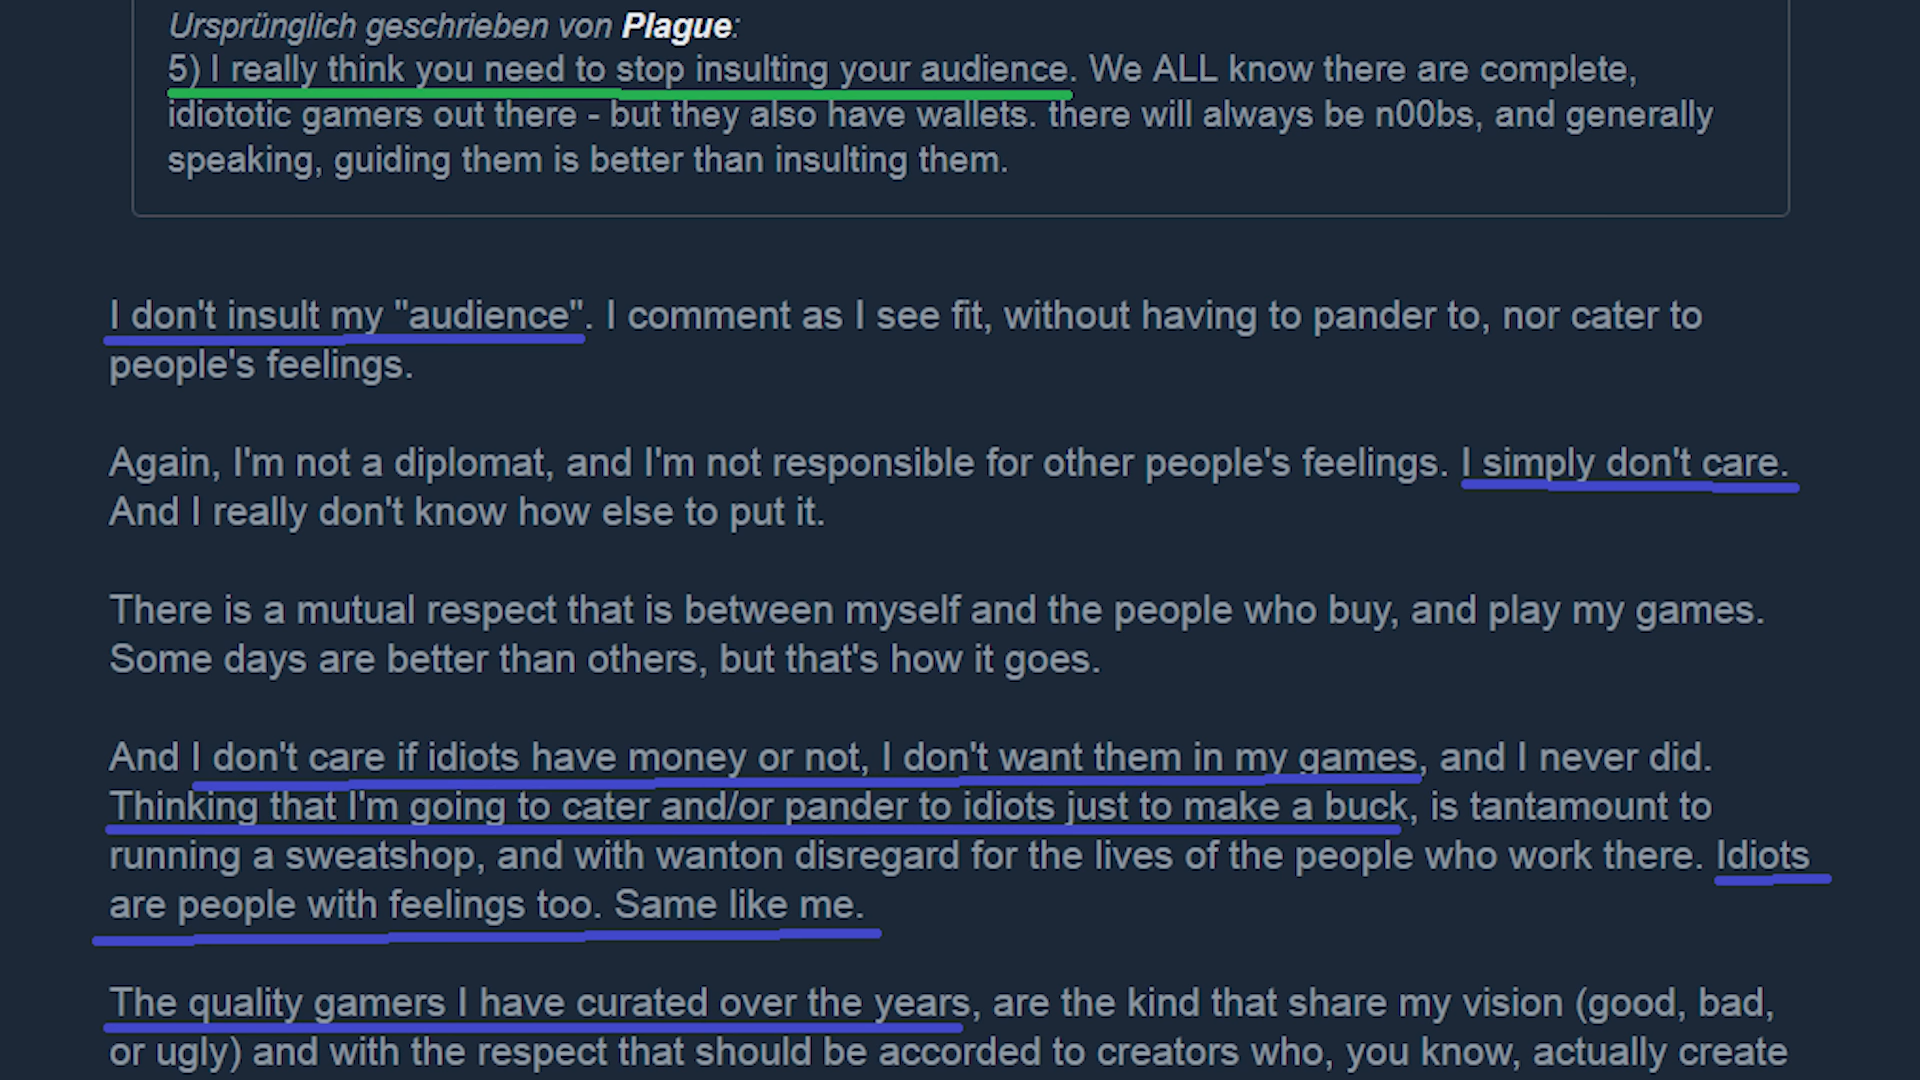 Ursprünglich geschrieben von Plague:
5) I really think you need to stop insulting your audience. We ALL know there are complete,
idiototic gamers out there - but they also have wallets. there will always be n00bs, and generally
speaking, guiding them is better than insulting them.
I don't insult my "audience". I comment as I see fit, without having to pander to, nor cater to
people's feelings.
Again, I'm not a diplomat, and I'm not responsible for other people's feelings. I simply don't care.
And I really don't know how else to put it.
There is a mutual respect that is between myself and the people who buy, and play my games.
Some days are better than others, but that's how it goes.
And I don't care if idiots have money or not, I don't want them in my games, and I never did.
Thinking that I'm going to cater and/or pander to idiots just to make a buck, is tantamount to
running a sweatshop, and with wanton disregard for the lives of the people who work there. Idiots
are people with feelings too. Same like me.
The quality gamers I have curated over the years, are the kind that share my vision (good, bad,
or ugly) and with the respect that should be accorded to creators who, you know, actually create